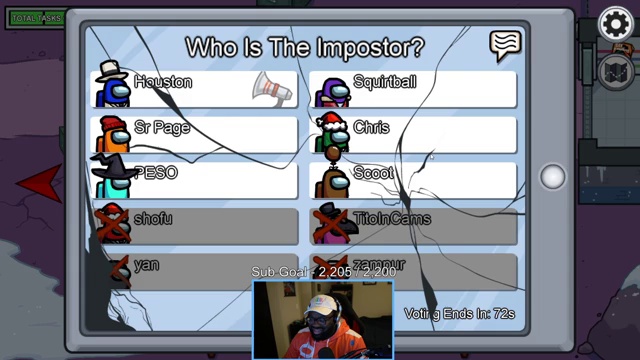 TOTAL TASKS
Who Is The Impostor?
Houston
Squirtball
Sr Page
Chris
PESO
Scoot
shofu
TitoInCams
yan
zampur
Sub-Goal - 2,205 / 2,200
Voting Ends In: 72s